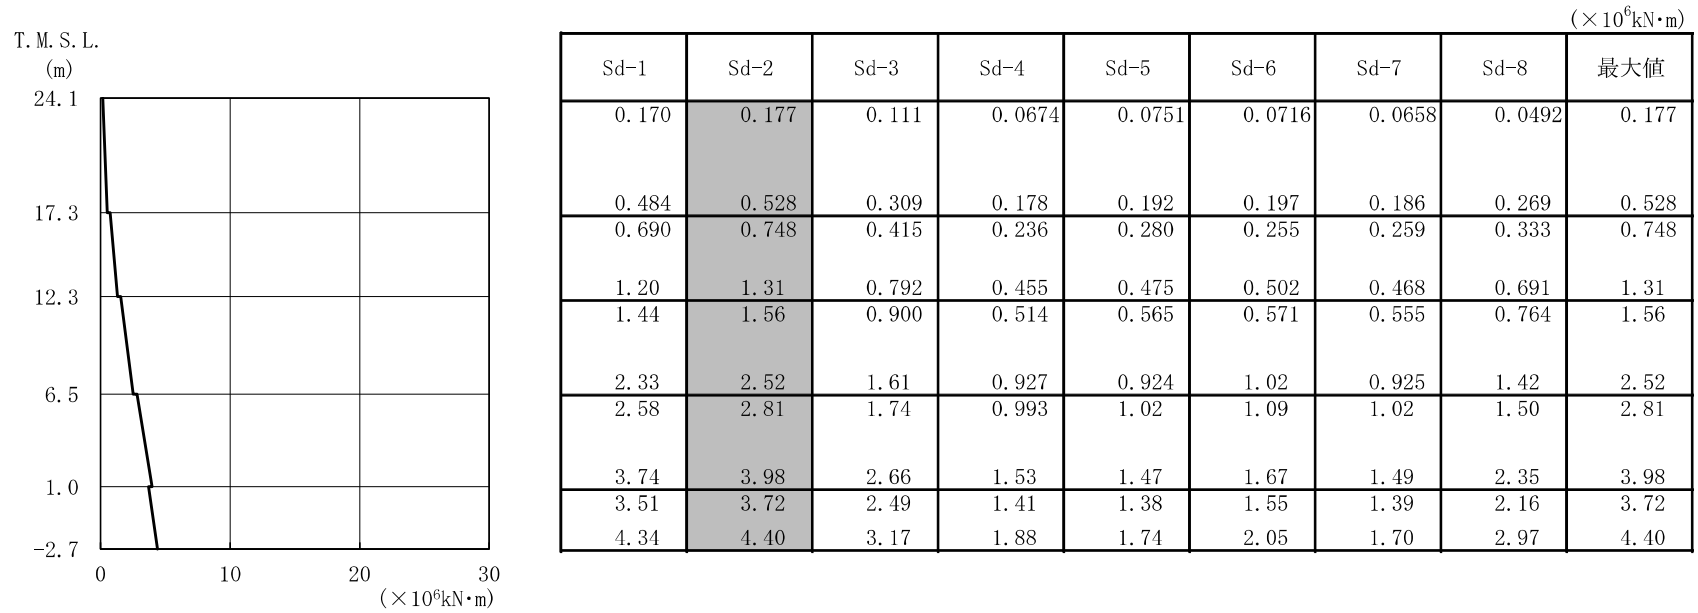 (×10⁶kN・m)
T.M.S.L.
(m)
24.1
17.3
12.3
6.5
1.0
-2.7
0 10 20 30
(×10⁶kN・m)
Sd-1 Sd-2 Sd-3 Sd-4 Sd-5 Sd-6 Sd-7 Sd-8 最大値
0.170 0.177 0.111 0.0674 0.0751 0.0716 0.0658 0.0492 0.177
0.484 0.528 0.309 0.178 0.192 0.197 0.186 0.269 0.528
0.690 0.748 0.415 0.236 0.280 0.255 0.259 0.333 0.748
1.20 1.31 0.792 0.455 0.475 0.502 0.468 0.691 1.31
1.44 1.56 0.900 0.514 0.565 0.571 0.555 0.764 1.56
2.33 2.52 1.61 0.927 0.924 1.02 0.925 1.42 2.52
2.58 2.81 1.74 0.993 1.02 1.09 1.02 1.50 2.81
3.74 3.98 2.66 1.53 1.47 1.67 1.49 2.35 3.98
3.51 3.72 2.49 1.41 1.38 1.55 1.39 2.16 3.72
4.34 4.40 3.17 1.88 1.74 2.05 1.70 2.97 4.40